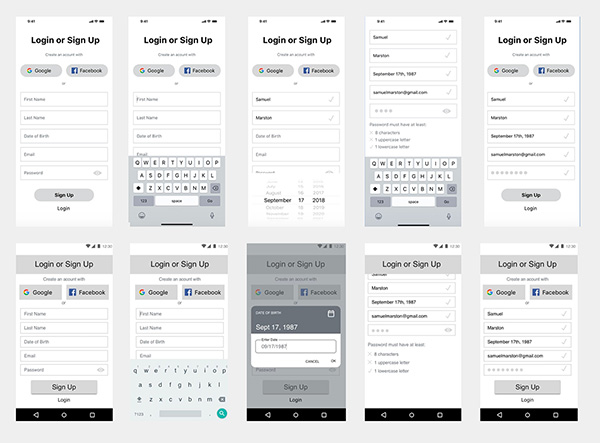 9:41
Login or Sign Up
Create an acount with
Google
Facebook
or
First Name
Last Name
Date of Birth
Email
Password
Sign Up
Login
9:41
Login or Sign Up
Create an acount with
Google
Facebook
or
First Name
Last Name
Date of Birth
Email
Q W E R T Y U I O P
A S D F G H J K L
Z X C V B N M
123
space
Go
9:41
Login or Sign Up
Create an acount with
Google
Facebook
or
Samuel
Marston
Date of Birth
Email
Password
August 16 2017
September 17 2018
October 18 2019
November 19
December
9:41
Samuel
Marston
September 17th, 1987
samuelmarston@gmail.com
Password must have at least:
8 characters
1 uppercase letter
1 lowercase letter
Q W E R T Y U I O P
A S D F G H J K L
Z X C V B N M
123
space
Go
9:41
Login or Sign Up
Create an acount with
Google
Facebook
or
Samuel
Marston
September 17th, 1987
samuelmarston@gmail.com
Sign Up
Login
12:30
Login or Sign Up
Create an acount with
Google
Facebook
or
First Name
Last Name
Date of Birth
Email
Password
Sign Up
Login
12:30
Login or Sign Up
Create an acount with
Google
Facebook
or
First Name
Last Name
Date of Birth
Email
q w e r t y u i o p
a s d f g h j k l
z x c v b n m
?123
12:30
Login or Sign Up
Create an acount with
DATE OF BIRTH
Sept 17, 1987
Enter Date
09/17/1987
CANCEL
OK
Password
Sign Up
Login
12:30
Samuel
Marston
September 17th, 1987
samuelmarston@gmail.com
Password must have at least:
8 characters
1 uppercase letter
1 lowercase letter
12:30
Login or Sign Up
Create an acount with
Google
Facebook
or
Samuel
Marston
September 17th, 1987
samuelmarston@gmail.com
Sign Up
Login